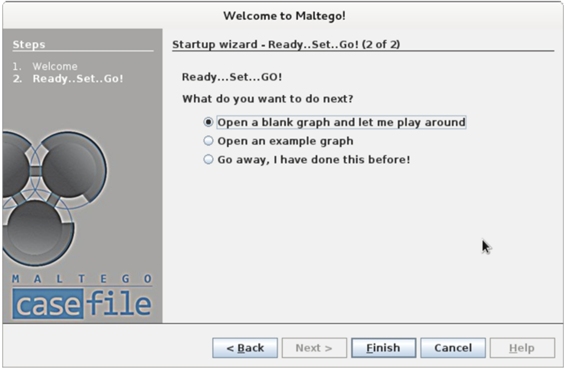 Welcome to Maltego!
Steps
1. Welcome
2. Ready..Set..Go!
MALTEGO
casefile
Startup wizard - Ready..Set..Go! (2 of 2)
Ready...Set...GO!
What do you want to do next?
Open a blank graph and let me play around
Open an example graph
Go away, I have done this before!
< Back Next > Finish Cancel Help